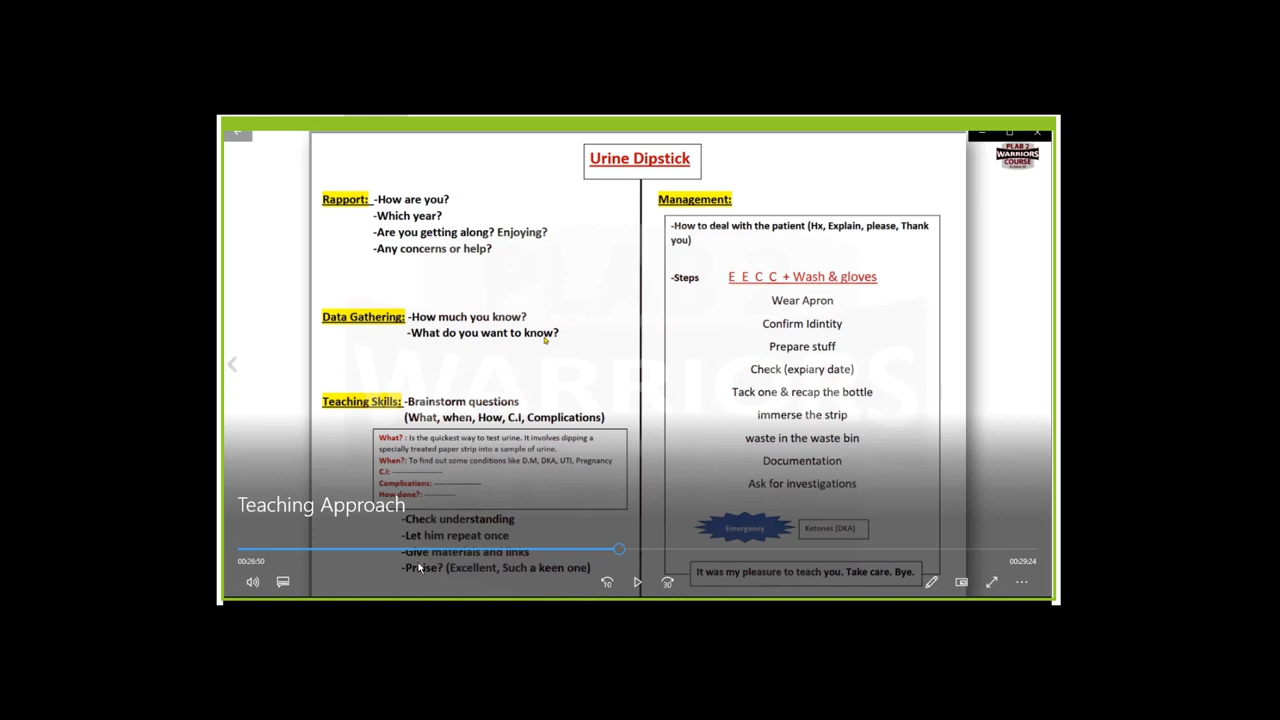 Urine Dipstick
PLAB 2
WARRIORS
COURSE
Rapport: -How are you?
-Which year?
-Are you getting along? Enjoying?
-Any concerns or help?
Data Gathering: -How much you know?
-What do you want to know?
Teaching Skills: -Brainstorm questions
(What, when, How, C.I, Complications)
What? : Is the quickest way to test urine. It involves dipping a
specially treated paper strip into a sample of urine.
When?: To find out some conditions like D.M, DKA, UTI, Pregnancy
C.I: --------------------
Complications: -------------------
How done?: ------------
-Check understanding
-Let him repeat once
-Give materials and links
-Praise? (Excellent, Such a keen one)
Management:
-How to deal with the patient (Hx, Explain, please, Thank
you)
-Steps E E C C + Wash & gloves
Wear Apron
Confirm Idintity
Prepare stuff
Check (expiary date)
Tack one & recap the bottle
immerse the strip
waste in the waste bin
Documentation
Ask for investigations
Emergency
Ketones (DKA)
It was my pleasure to teach you. Take care. Bye.
PLAB 2
WARRIORS
Teaching Approach
00:26:50
00:29:24
10
30